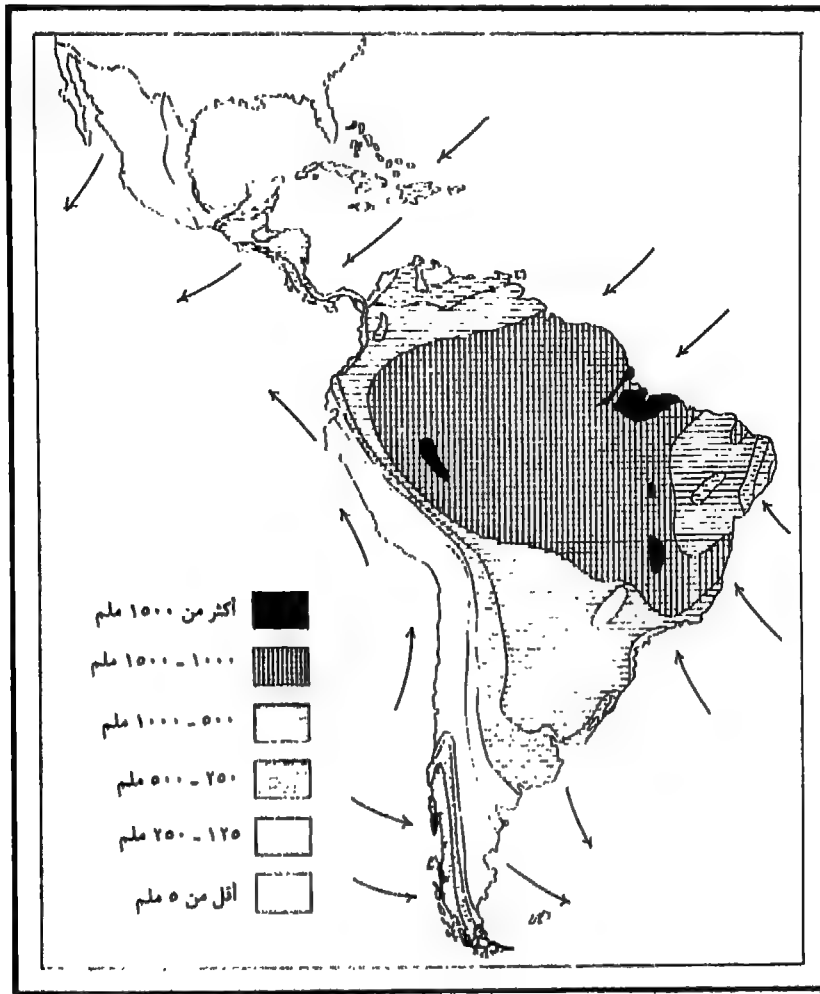 أكثر من ١٥٠٠ ملم
١٠٠٠ - ١٥٠٠ ملم
٥٠٠ - ١٠٠٠ ملم
٢٥٠ - ٥٠٠ ملم
١٢٥ - ٢٥٠ ملم
أقل من ٥ ملم